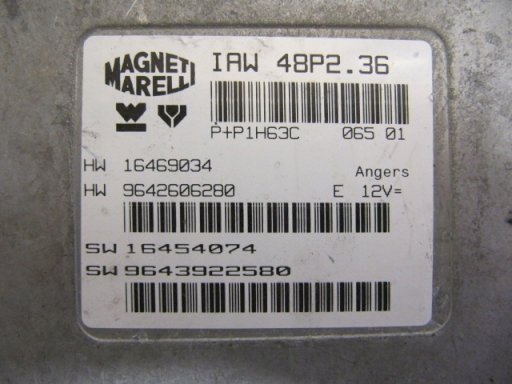 MAGNETI
MARELLI
IAW 48P2.36
P+P1H63C 065 01
HW 16469034 Angers
HW 9642606280 E 12V=
SW 16454074
SW 9643922580